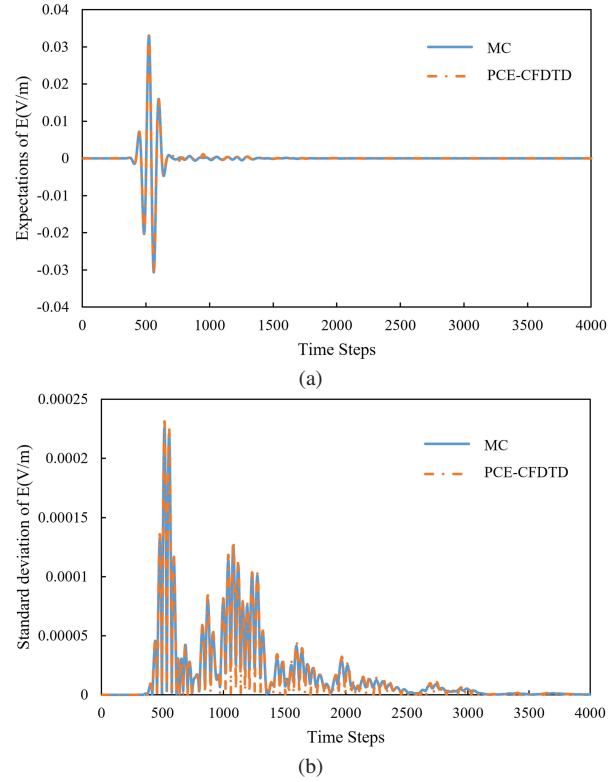 0.04
0.03
0.02
0.01
0
-0.01
-0.02
-0.03
-0.04
Expectations of E(V/m)
MC
PCE-CFDTD
0 500 1000 1500 2000 2500 3000 3500 4000
Time Steps
(a)
0.00025
0.0002
0.00015
0.0001
0.00005
0
Standard deviation of E(V/m)
MC
PCE-CFDTD
0 500 1000 1500 2000 2500 3000 3500 4000
Time Steps
(b)